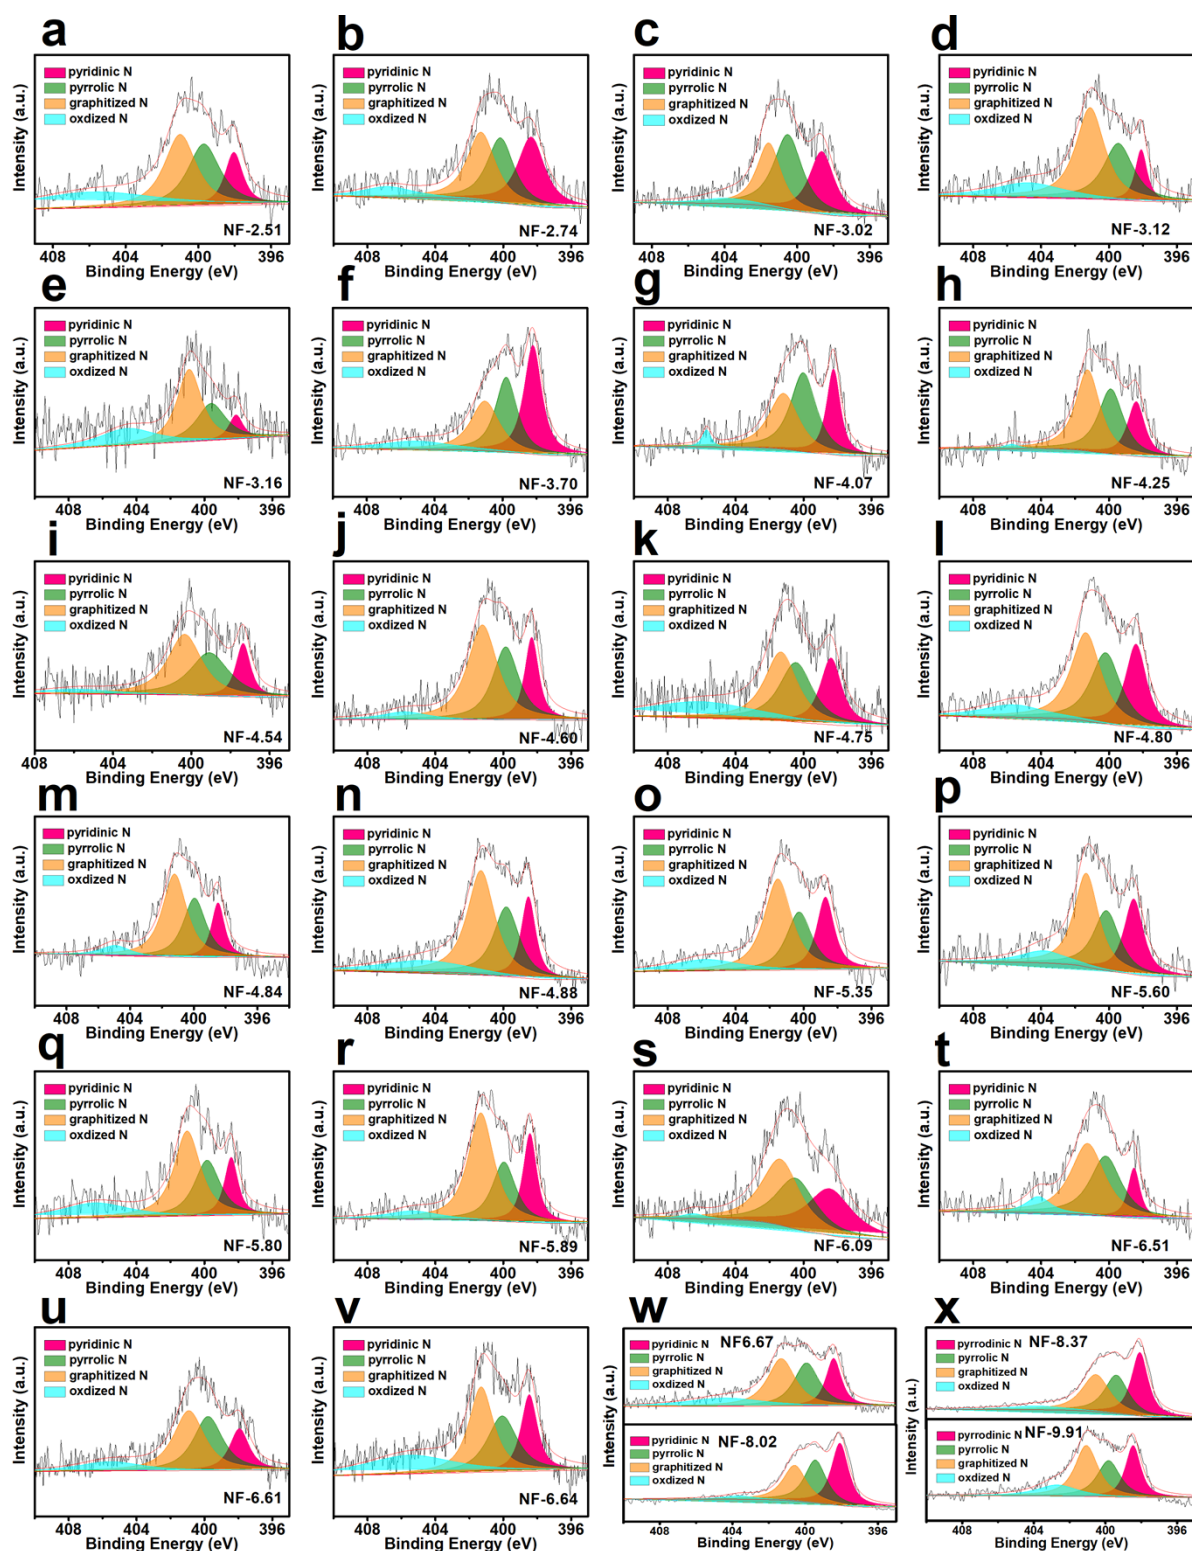 a
pyridinic N
pyrrolic N
graphitized N
oxdized N
NF-2.51
Intensity (a.u.)
408 404 400 396
Binding Energy (eV)
b
pyridinic N
pyrrolic N
graphitized N
oxdized N
NF-2.74
Intensity (a.u.)
408 404 400 396
Binding Energy (eV)
c
pyridinic N
pyrrolic N
graphitized N
oxdized N
NF-3.02
Intensity (a.u.)
408 404 400 396
Binding Energy (eV)
d
pyridinic N
pyrrolic N
graphitized N
oxdized N
NF-3.12
Intensity (a.u.)
408 404 400 396
Binding Energy (eV)
e
pyridinic N
pyrrolic N
graphitized N
oxdized N
NF-3.16
Intensity (a.u.)
408 404 400 396
Binding Energy (eV)
f
pyridinic N
pyrrolic N
graphitized N
oxdized N
NF-3.70
Intensity (a.u.)
408 404 400 396
Binding Energy (eV)
g
pyridinic N
pyrrolic N
graphitized N
oxdized N
NF-4.07
Intensity (a.u.)
408 404 400 396
Binding Energy (eV)
h
pyridinic N
pyrrolic N
graphitized N
oxdized N
NF-4.25
Intensity (a.u.)
408 404 400 396
Binding Energy (eV)
i
pyridinic N
pyrrolic N
graphitized N
oxdized N
NF-4.54
Intensity (a.u.)
408 404 400 396
Binding Energy (eV)
j
pyridinic N
pyrrolic N
graphitized N
oxdized N
NF-4.60
Intensity (a.u.)
408 404 400 396
Binding Energy (eV)
k
pyridinic N
pyrrolic N
graphitized N
oxdized N
NF-4.75
Intensity (a.u.)
408 404 400 396
Binding Energy (eV)
l
pyridinic N
pyrrolic N
graphitized N
oxdized N
NF-4.80
Intensity (a.u.)
408 404 400 396
Binding Energy (eV)
m
pyridinic N
pyrrolic N
graphitized N
oxdized N
NF-4.84
Intensity (a.u.)
408 404 400 396
Binding Energy (eV)
n
pyridinic N
pyrrolic N
graphitized N
oxdized N
NF-4.88
Intensity (a.u.)
408 404 400 396
Binding Energy (eV)
o
pyridinic N
pyrrolic N
graphitized N
oxdized N
NF-5.35
Intensity (a.u.)
408 404 400 396
Binding Energy (eV)
p
pyridinic N
pyrrolic N
graphitized N
oxdized N
NF-5.60
Intensity (a.u.)
408 404 400 396
Binding Energy (eV)
q
pyridinic N
pyrrolic N
graphitized N
oxdized N
NF-5.80
Intensity (a.u.)
408 404 400 396
Binding Energy (eV)
r
pyridinic N
pyrrolic N
graphitized N
oxdized N
NF-5.89
Intensity (a.u.)
408 404 400 396
Binding Energy (eV)
s
pyridinic N
pyrrolic N
graphitized N
oxdized N
NF-6.09
Intensity (a.u.)
408 404 400 396
Binding Energy (eV)
t
pyridinic N
pyrrolic N
graphitized N
oxdized N
NF-6.51
Intensity (a.u.)
408 404 400 396
Binding Energy (eV)
u
pyridinic N
pyrrolic N
graphitized N
oxdized N
NF-6.61
Intensity (a.u.)
408 404 400 396
Binding Energy (eV)
v
pyridinic N
pyrrolic N
graphitized N
oxdized N
NF-6.64
Intensity (a.u.)
408 404 400 396
Binding Energy (eV)
w
NF6.67
pyridinic N
pyrrolic N
graphitized N
oxdized N
NF-8.02
pyridinic N
pyrrolic N
graphitized N
oxdized N
Intensity (a.u.)
408 404 400 396
Binding Energy (eV)
x
pyrrodinic N NF-8.37
pyrrolic N
graphitized N
oxdized N
NF-9.91
pyrrodinic N
pyrrolic N
graphitized N
oxdized N
Intensity (a.u.)
408 404 400 396
Binding Energy (eV)